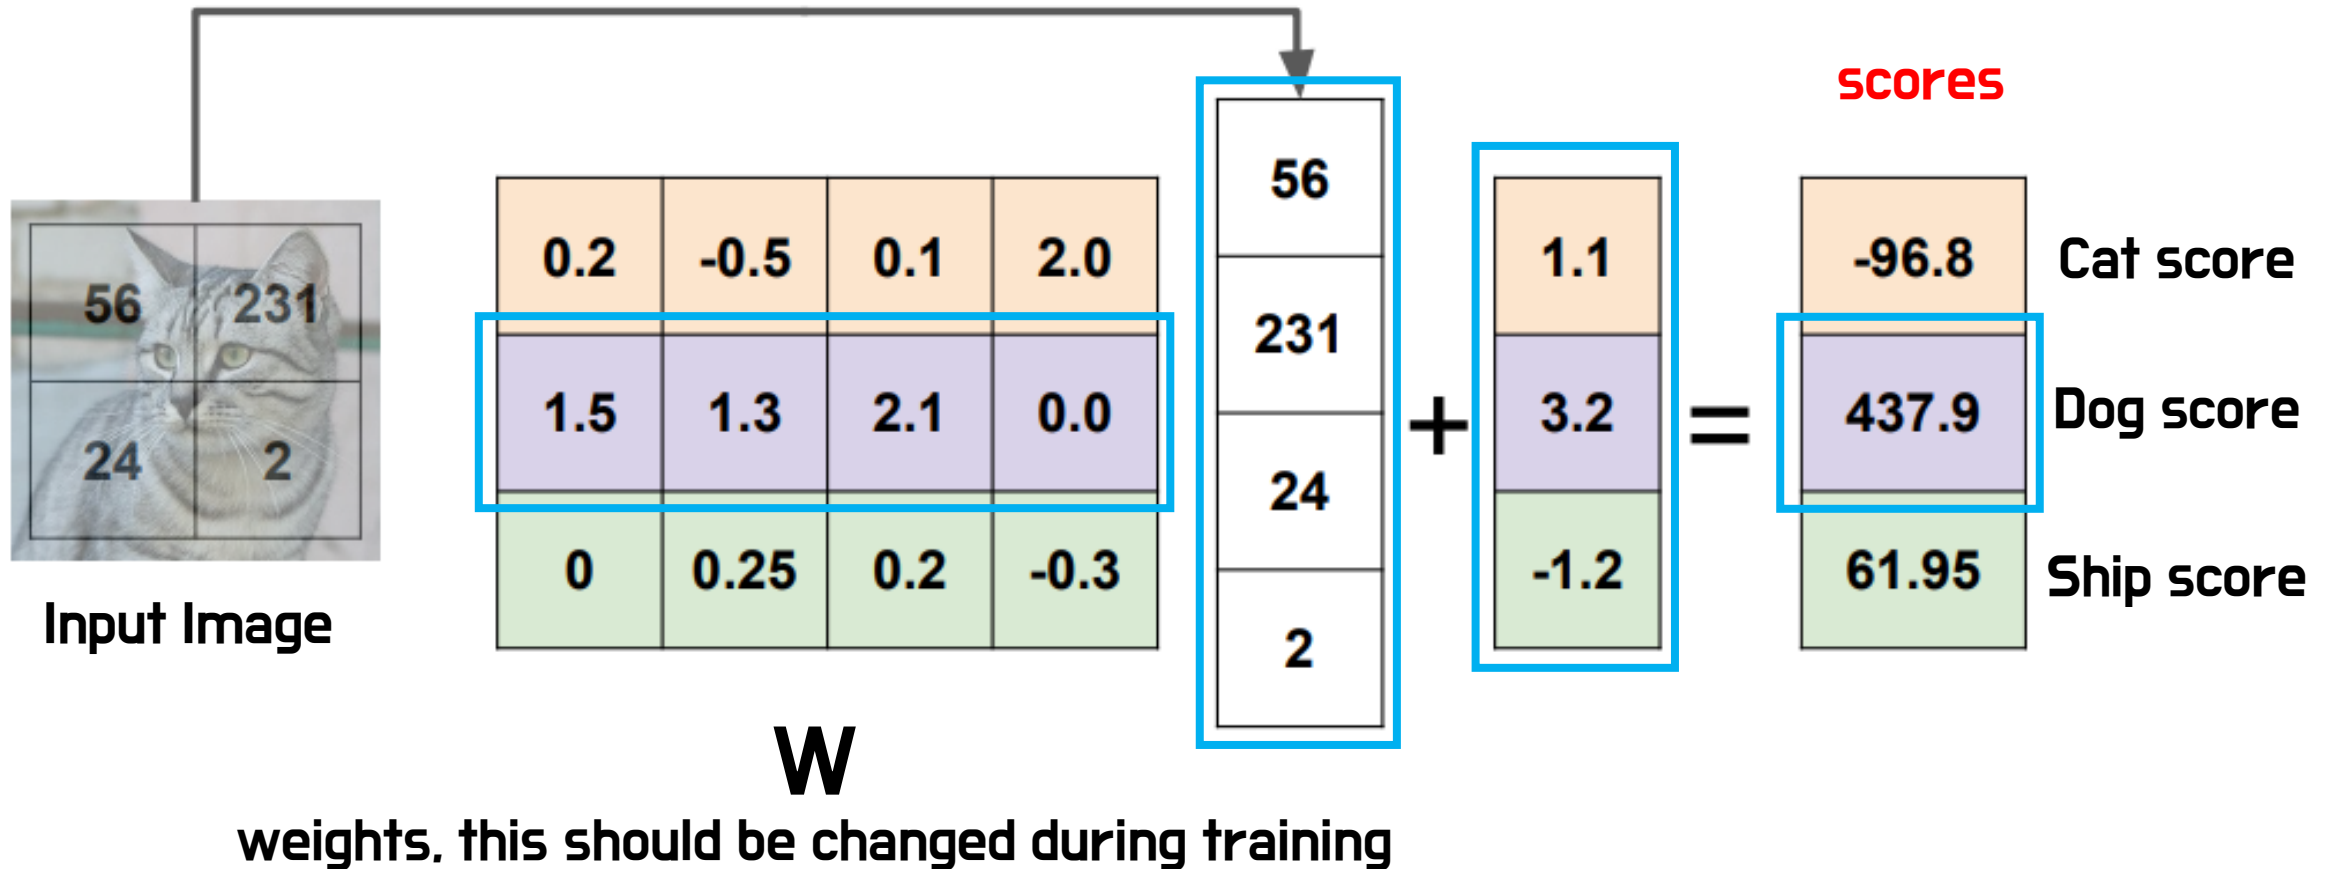 scores
56 231
24 2
Input Image
0.2 -0.5 0.1 2.0
1.5 1.3 2.1 0.0
0 0.25 0.2 -0.3
W
weights, this should be changed during training
56
231
24
2
+
1.1
3.2
-1.2
=
-96.8 Cat score
437.9 Dog score
61.95 Ship score